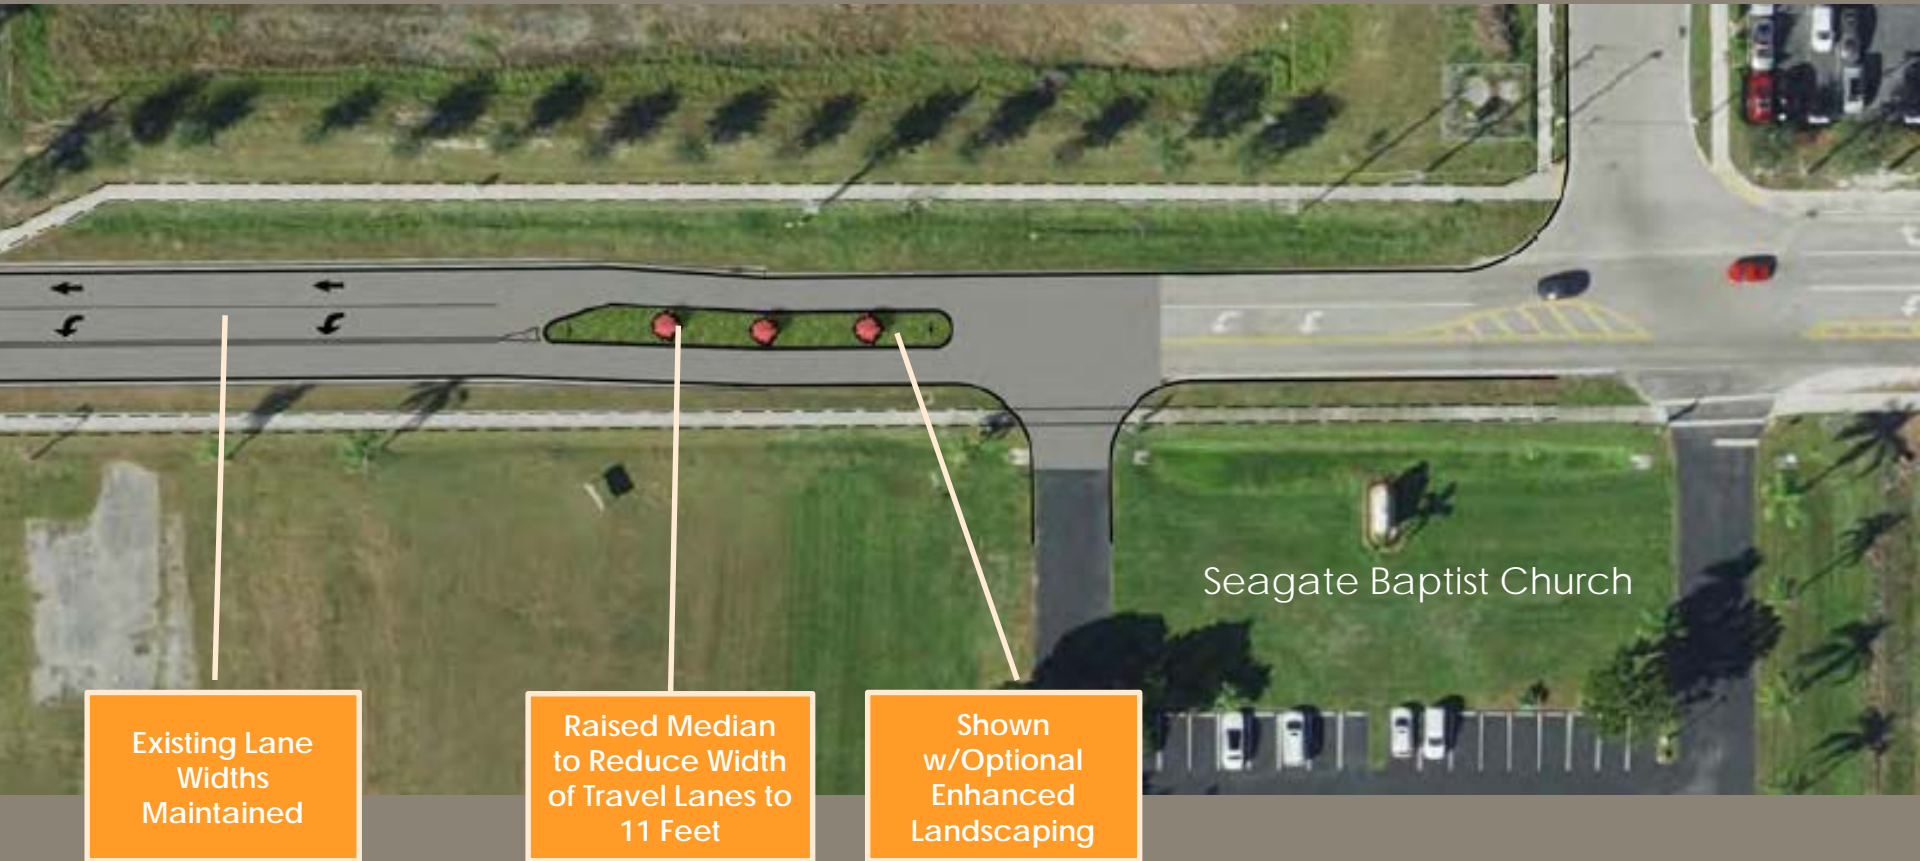 Seagate Baptist Church
Existing Lane
Widths
Maintained
Raised Median
to Reduce Width
of Travel Lanes to
11 Feet
Shown
w/Optional
Enhanced
Landscaping